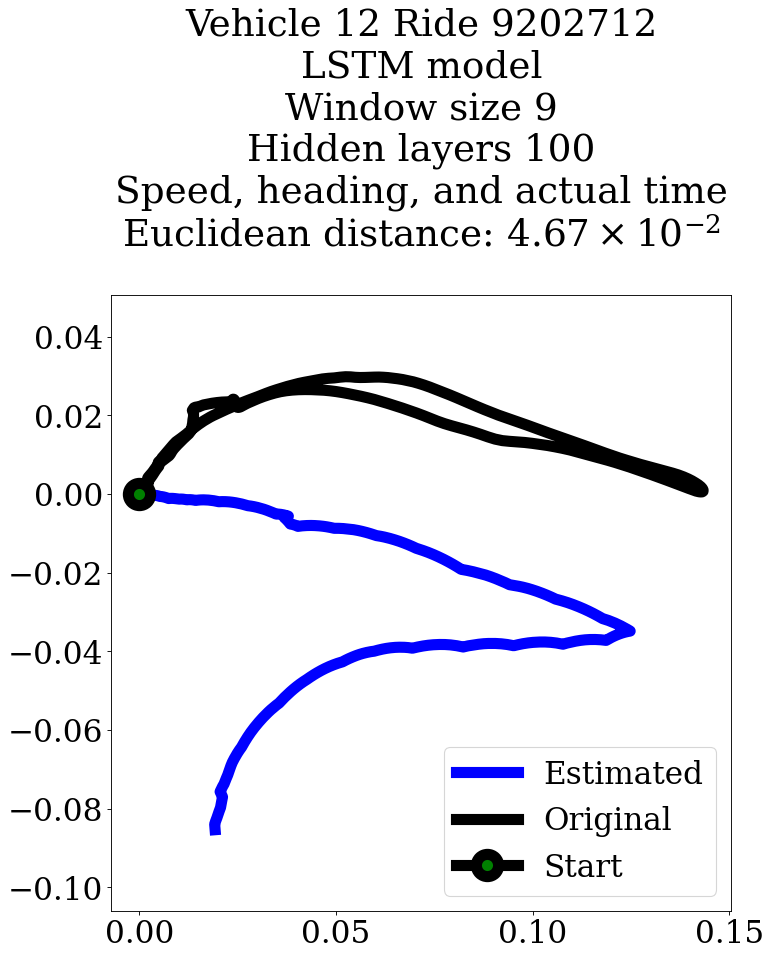 Vehicle 12 Ride 9202712
LSTM model
Window size 9
Hidden layers 100
Speed, heading, and actual time
Euclidean distance: 4.67 × 10⁻²
0.04
0.02
0.00
−0.02
−0.04
−0.06
−0.08
−0.10
Estimated
Original
Start
0.00 0.05 0.10 0.15